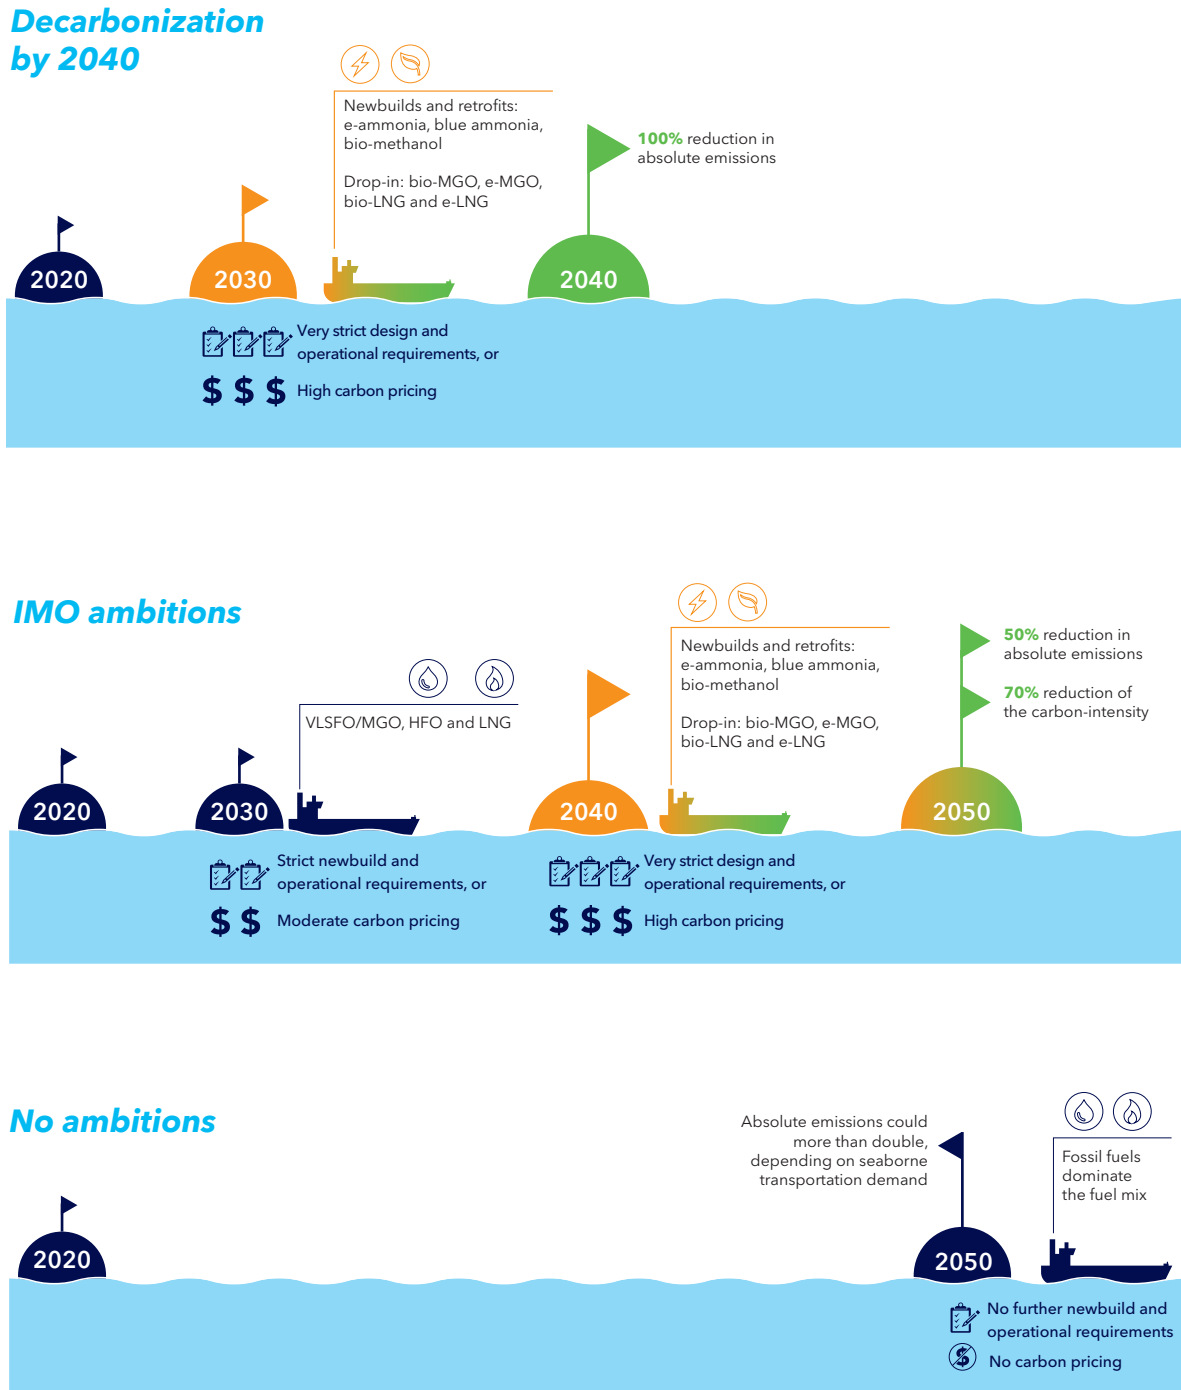 Decarbonization
by 2040
Newbuilds and retrofits:
e-ammonia, blue ammonia,
bio-methanol
Drop-in: bio-MGO, e-MGO,
bio-LNG and e-LNG
100% reduction in
absolute emissions
2020
2030
2040
Very strict design and
operational requirements, or
$ $ $
High carbon pricing
IMO ambitions
VLSFO/MGO, HFO and LNG
Newbuilds and retrofits:
e-ammonia, blue ammonia,
bio-methanol
Drop-in: bio-MGO, e-MGO,
bio-LNG and e-LNG
50% reduction in
absolute emissions
70% reduction of
the carbon-intensity
2020
2030
2040
2050
Strict newbuild and
operational requirements, or
$ $
Moderate carbon pricing
Very strict design and
operational requirements, or
$ $ $
High carbon pricing
No ambitions
Absolute emissions could
more than double,
depending on seaborne
transportation demand
Fossil fuels
dominate
the fuel mix
2020
2050
No further newbuild and
operational requirements
$
No carbon pricing